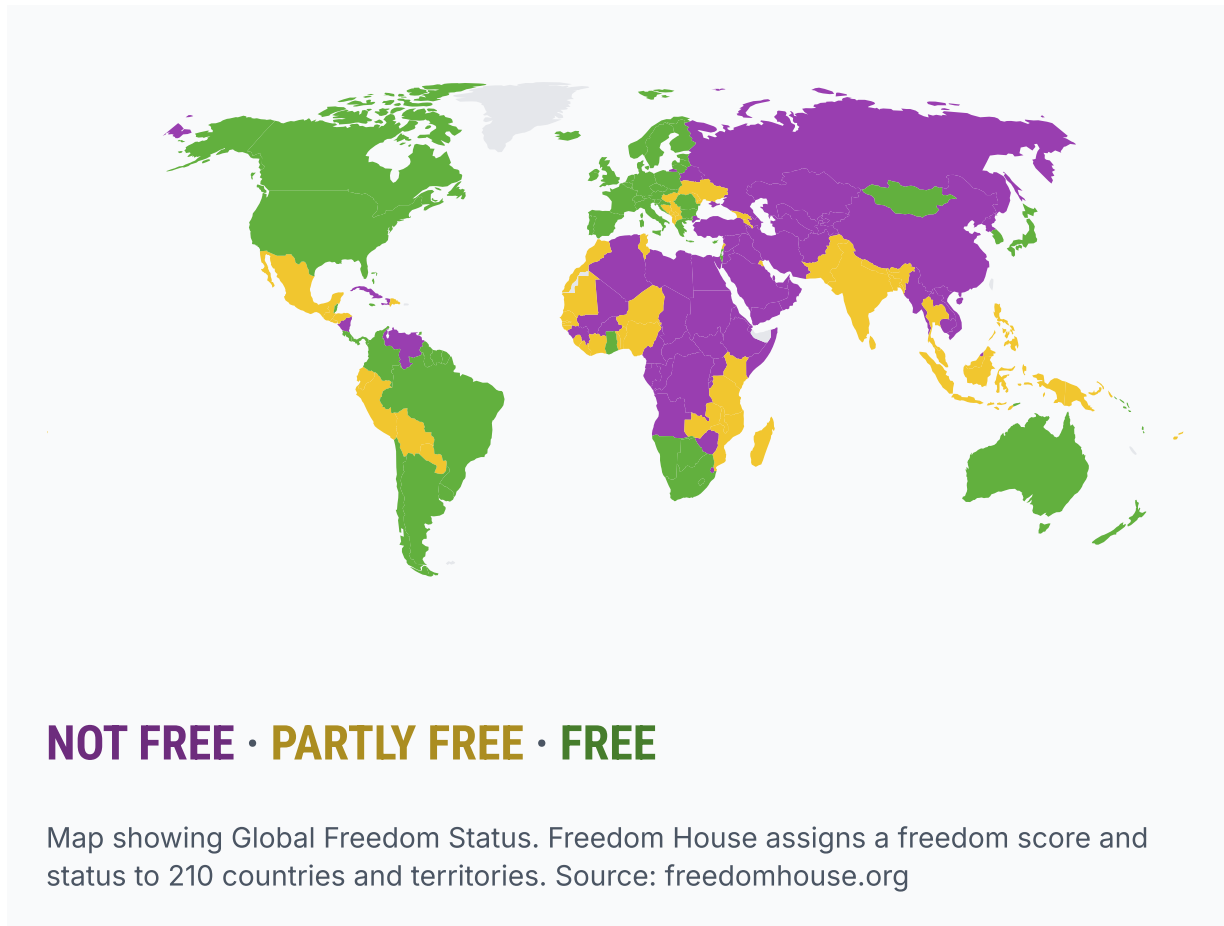 NOT FREE · PARTLY FREE · FREE
Map showing Global Freedom Status. Freedom House assigns a freedom score and
status to 210 countries and territories. Source: freedomhouse.org